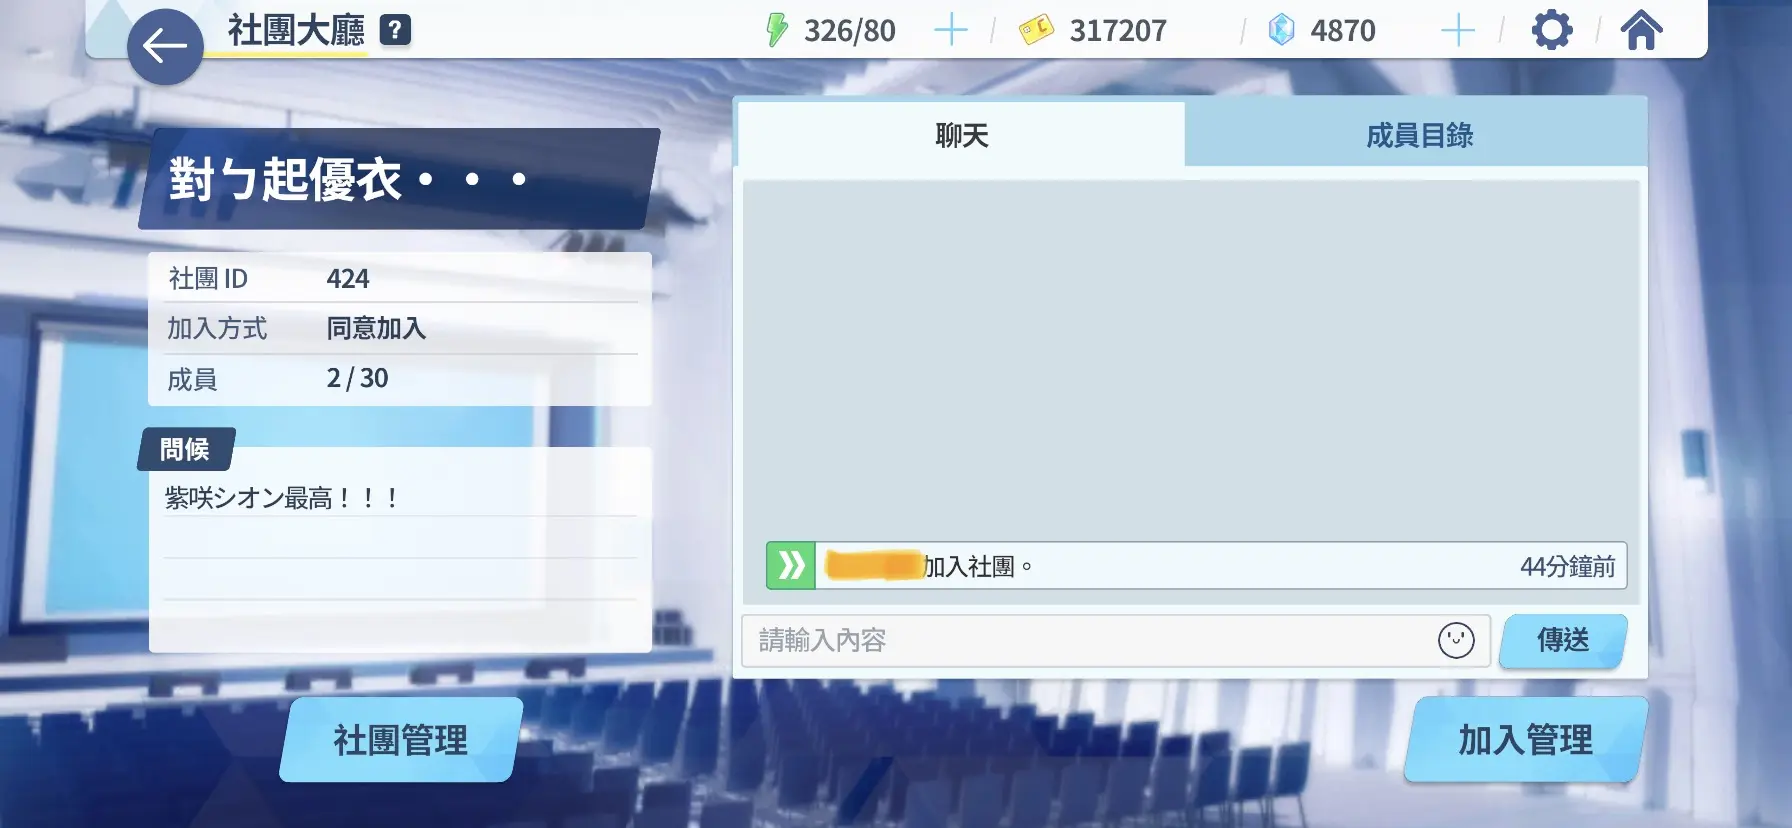 社團大廳 ?
326/80
317207
4870
對ㄅ起優衣・・・
社團 ID 424
加入方式 同意加入
成員 2 / 30
問候
紫咲シオン最高！！！
社團管理
聊天
成員目錄
加入社團。 44分鐘前
請輸入內容
傳送
加入管理